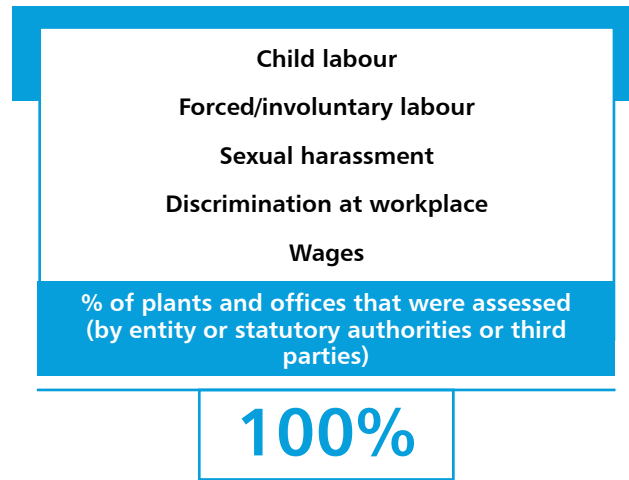 Child labour
Forced/involuntary labour
Sexual harassment
Discrimination at workplace
Wages
% of plants and offices that were assessed
(by entity or statutory authorities or third
parties)
100%